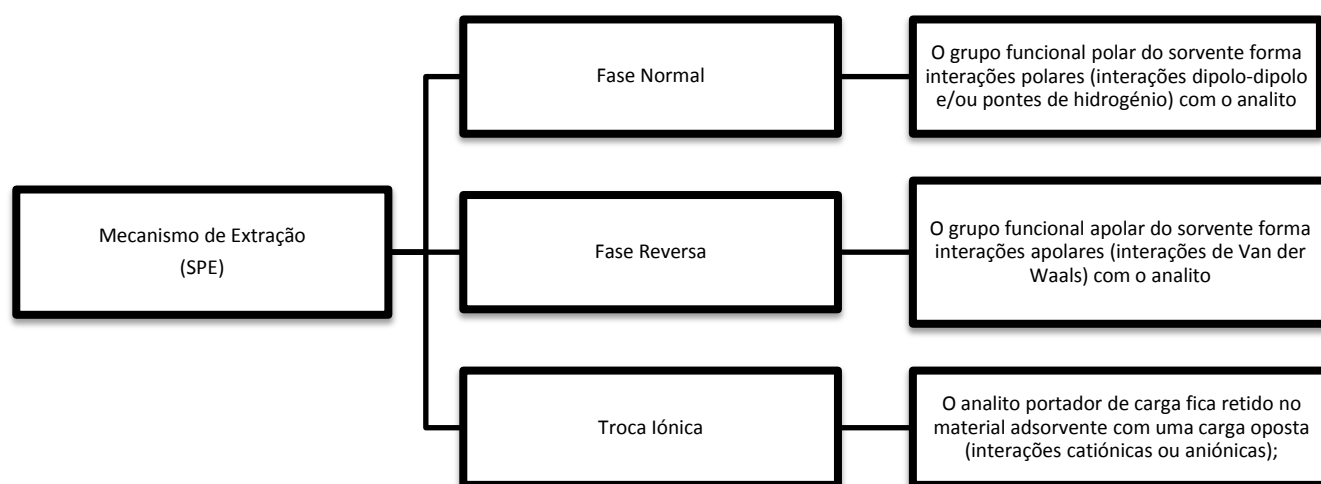 Mecanismo de Extração
(SPE)
Fase Normal
O grupo funcional polar do sorvente forma
interações polares (interações dipolo-dipolo
e/ou pontes de hidrogénio) com o analito
Fase Reversa
O grupo funcional apolar do sorvente forma
interações apolares (interações de Van der
Waals) com o analito
Troca Iónica
O analito portador de carga fica retido no
material adsorvente com uma carga oposta
(interações catiónicas ou aniónicas);